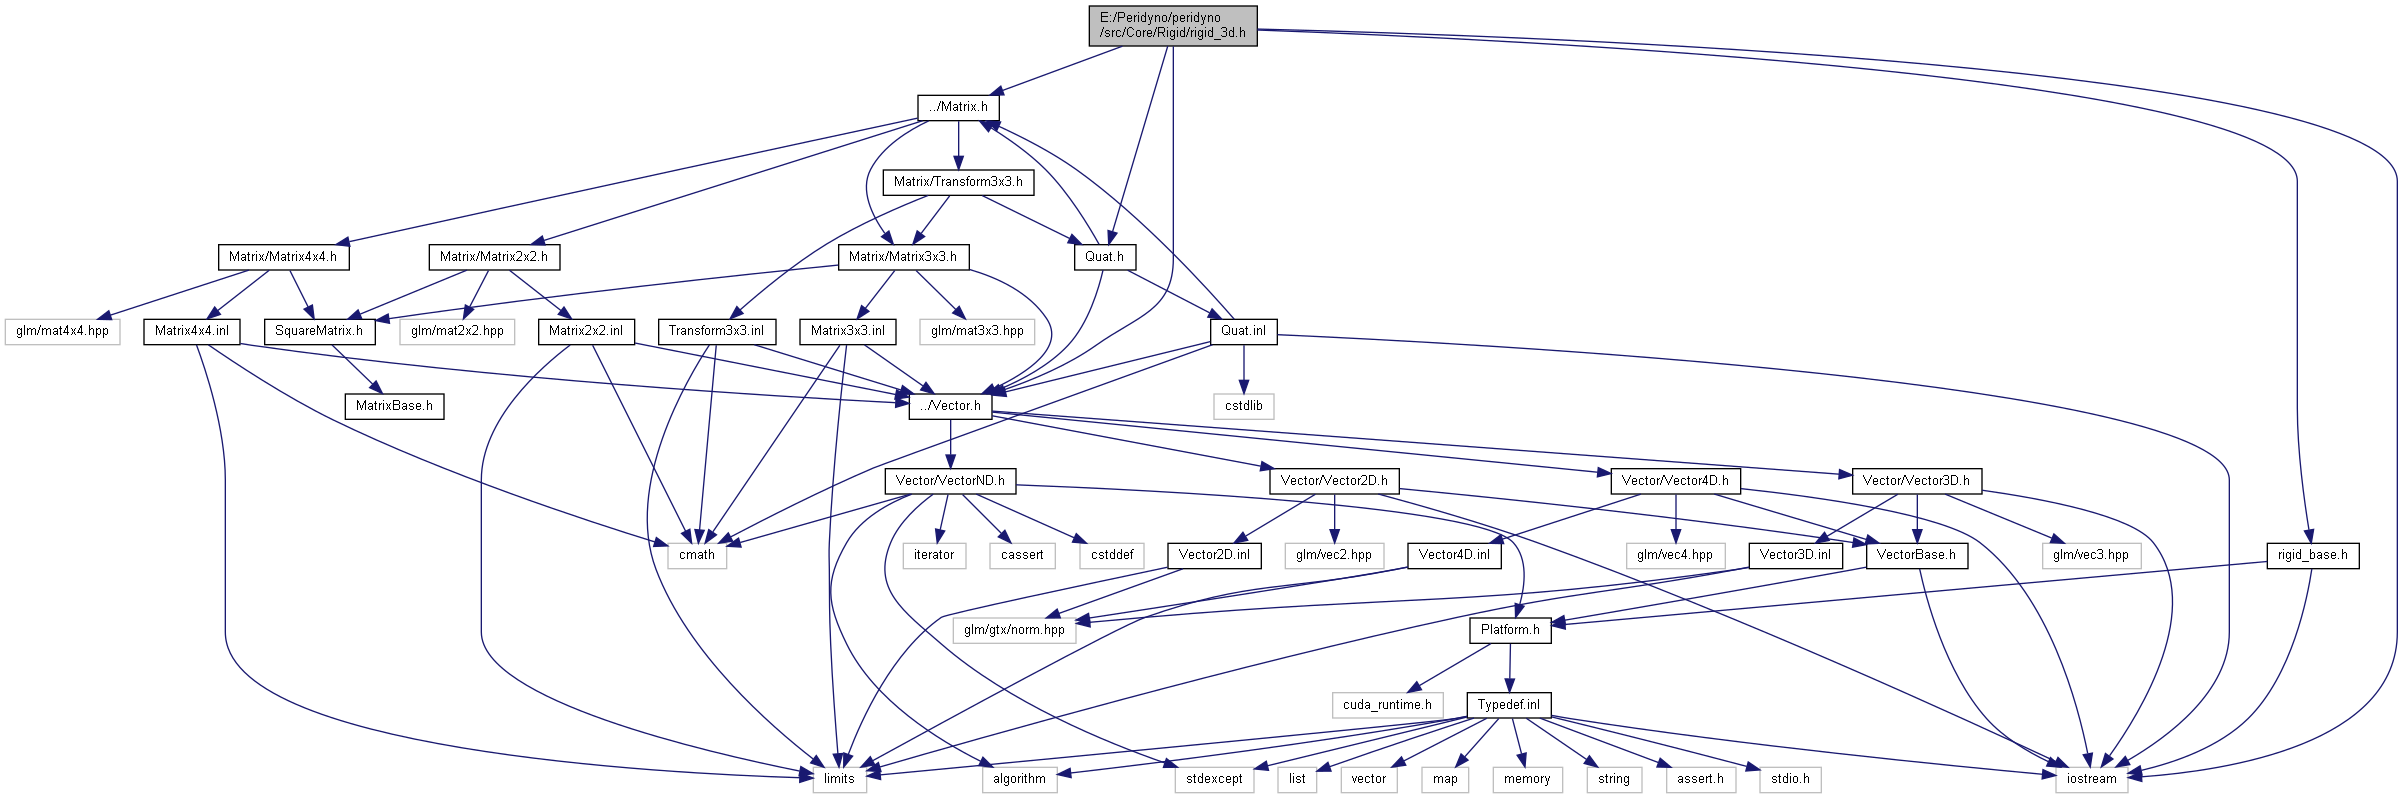 E:/Peridyno/peridyno
/src/Core/Rigid/rigid_3d.h
../Matrix.h
Matrix/Transform3x3.h
Matrix/Matrix4x4.h
Matrix/Matrix2x2.h
Matrix/Matrix3x3.h
Quat.h
glm/mat4x4.hpp
Matrix4x4.inl
SquareMatrix.h
glm/mat2x2.hpp
Matrix2x2.inl
Transform3x3.inl
Matrix3x3.inl
glm/mat3x3.hpp
Quat.inl
MatrixBase.h
../Vector.h
cstdlib
Vector/VectorND.h
Vector/Vector2D.h
Vector/Vector4D.h
Vector/Vector3D.h
cmath
iterator
cassert
cstddef
Vector2D.inl
glm/vec2.hpp
Vector4D.inl
glm/vec4.hpp
Vector3D.inl
VectorBase.h
glm/vec3.hpp
rigid_base.h
glm/gtx/norm.hpp
Platform.h
cuda_runtime.h
Typedef.inl
limits
algorithm
stdexcept
list
vector
map
memory
string
assert.h
stdio.h
iostream